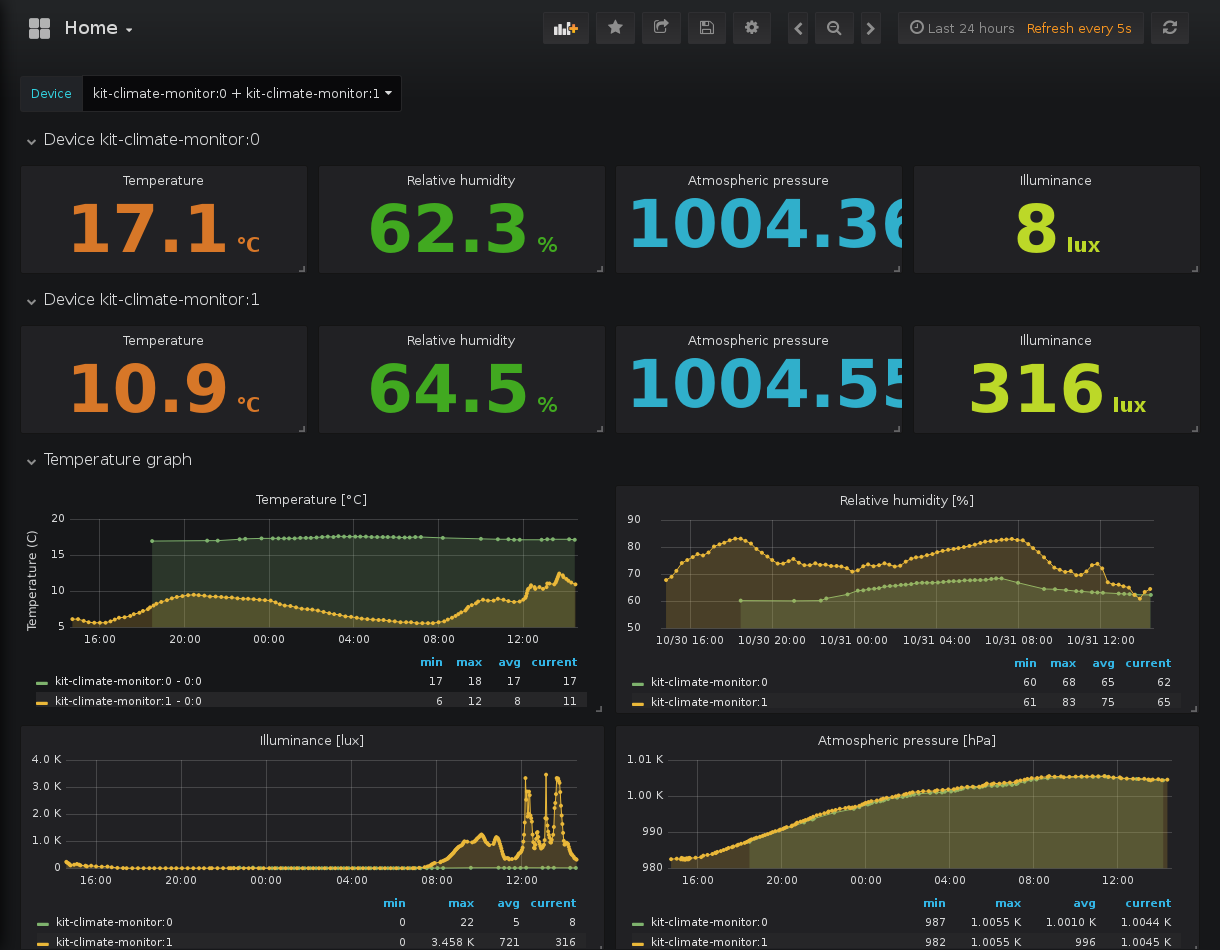 Home
Last 24 hours Refresh every 5s
Device kit-climate-monitor:0 + kit-climate-monitor:1
Device kit-climate-monitor:0
Temperature
17.1 °C
Relative humidity
62.3 %
Atmospheric pressure
1004.36
Illuminance
8 lux
Device kit-climate-monitor:1
Temperature
10.9 °C
Relative humidity
64.5 %
Atmospheric pressure
1004.55
Illuminance
316 lux
Temperature graph
Temperature [°C]
Temperature (C)
20
15
10
5
16:00 20:00 00:00 04:00 08:00 12:00
min max avg current
kit-climate-monitor:0 - 0:0 17 18 17 17
kit-climate-monitor:1 - 0:0 6 12 8 11
Relative humidity [%]
90
80
70
60
50
10/30 16:00 10/30 20:00 10/31 00:00 10/31 04:00 10/31 08:00 10/31 12:00
min max avg current
kit-climate-monitor:0 60 68 65 62
kit-climate-monitor:1 61 83 75 65
Illuminance [lux]
4.0 K
3.0 K
2.0 K
1.0 K
0
16:00 20:00 00:00 04:00 08:00 12:00
min max avg current
kit-climate-monitor:0 0 22 5 8
kit-climate-monitor:1 0 3.458 K 721 316
Atmospheric pressure [hPa]
1.01 K
1.00 K
990
980
16:00 20:00 00:00 04:00 08:00 12:00
min max avg current
kit-climate-monitor:0 987 1.0055 K 1.0010 K 1.0044 K
kit-climate-monitor:1 982 1.0055 K 996 1.0045 K